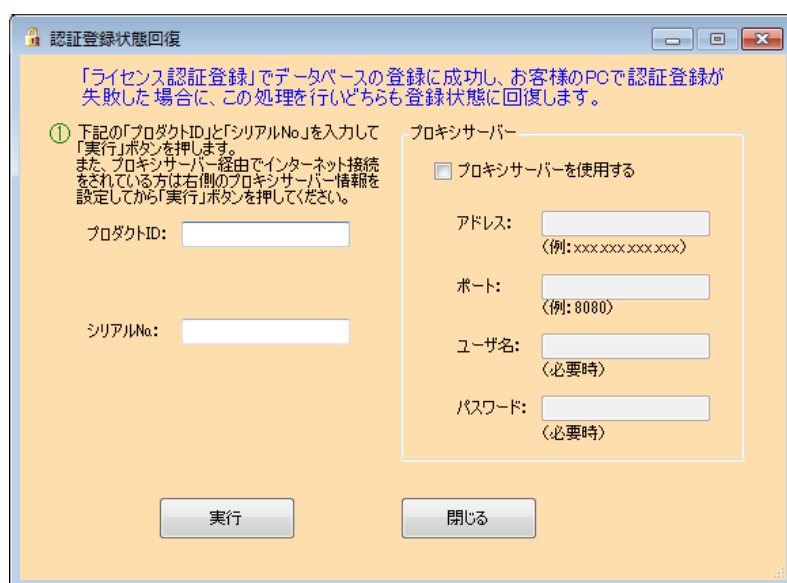 認証登録状態回復
「ライセンス認証登録」でデータベースの登録に成功し、お客様のPCで認証登録が
失敗した場合に、この処理を行いどちらも登録状態に回復します。
① 下記の「プロダクトID」と「シリアルNo.」を入力して
「実行」ボタンを押します。
また、プロキシサーバー経由でインターネット接続
をされている方は右側のプロキシサーバー情報を
設定してから「実行」ボタンを押してください。
プロダクトID:
シリアルNo.:
プロキシサーバー
プロキシサーバーを使用する
アドレス:
(例:xxx.xxx.xxx.xxx)
ポート:
(例:8080)
ユーザ名:
(必要時)
パスワード:
(必要時)
実行
閉じる